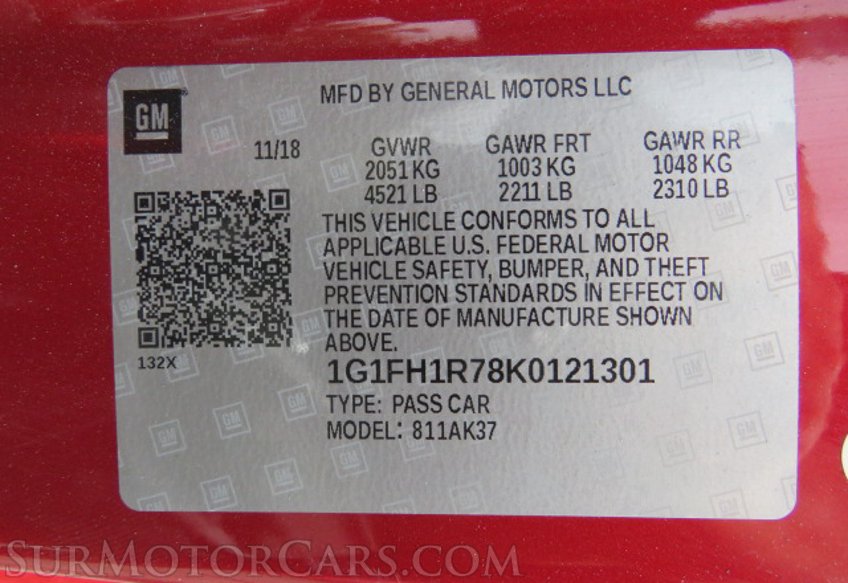 GM
MFD BY GENERAL MOTORS LLC
11/18
GVWR GAWR FRT GAWR RR
2051 KG 1003 KG 1048 KG
4521 LB 2211 LB 2310 LB
THIS VEHICLE CONFORMS TO ALL
APPLICABLE U.S. FEDERAL MOTOR
VEHICLE SAFETY, BUMPER, AND THEFT
PREVENTION STANDARDS IN EFFECT ON
THE DATE OF MANUFACTURE SHOWN
ABOVE.
132X
1G1FH1R78K0121301
TYPE: PASS CAR
MODEL: 811AK37
SURMOTORCARS.COM